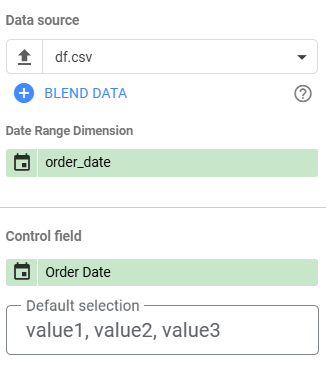 Data source
df.csv
BLEND DATA
Date Range Dimension
order_date
Control field
Order Date
Default selection
value1, value2, value3